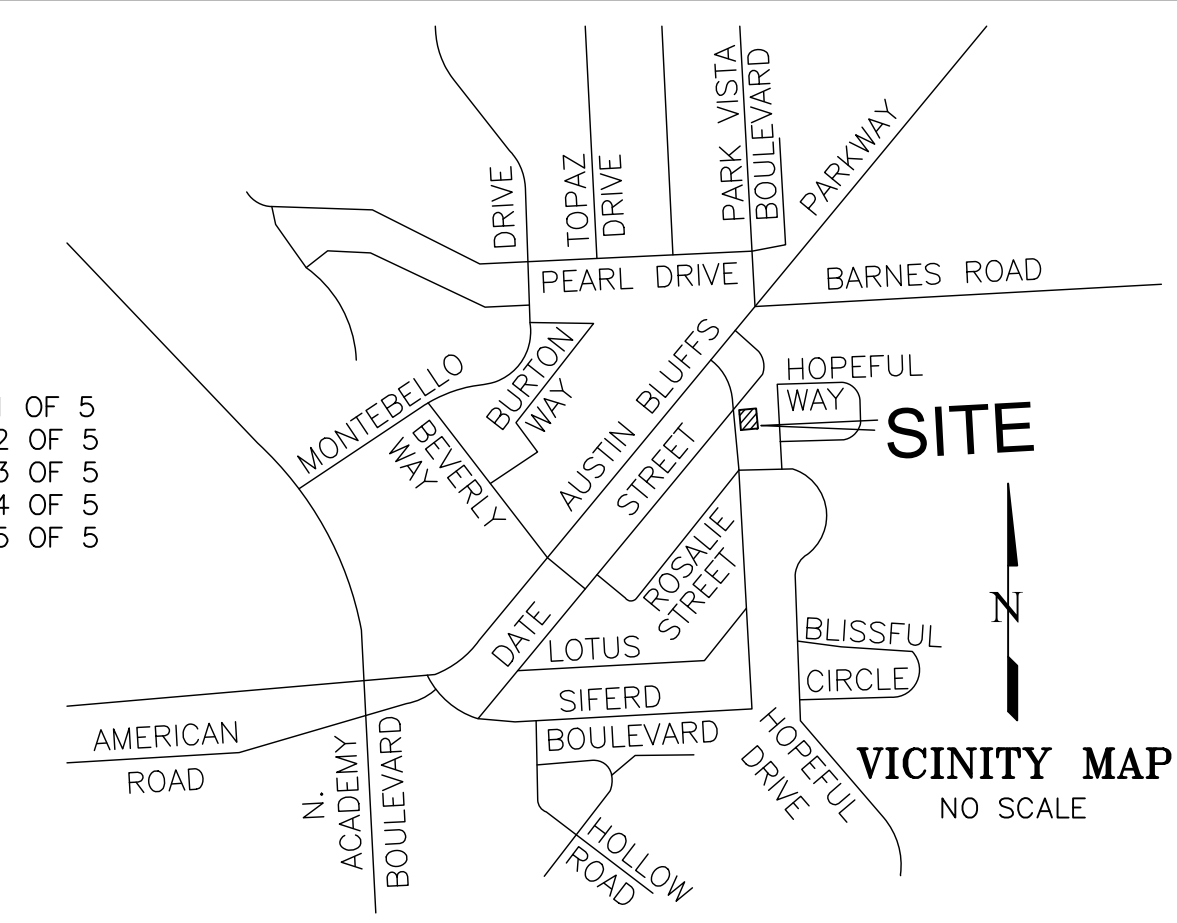 PARK VISTA
BOULEVARD
PARKWAY
DRIVE
TOPAZ
DRIVE
PEARL DRIVE
BARNES ROAD
MONTEBELLO
BURTON
WAY
AUSTIN BLUFFS
HOPEFUL
WAY
SITE
1 OF 5
2 OF 5
3 OF 5
4 OF 5
5 OF 5
BEVERLY
WAY
STREET
ROSALIE
STREET
N
DATE
LOTUS
BLISSFUL
CIRCLE
SIFERD
BOULEVARD
AMERICAN
ROAD
N.
ACADEMY
BOULEVARD
HOPEFUL
DRIVE
VICINITY MAP
NO SCALE
HOLLOW
ROAD